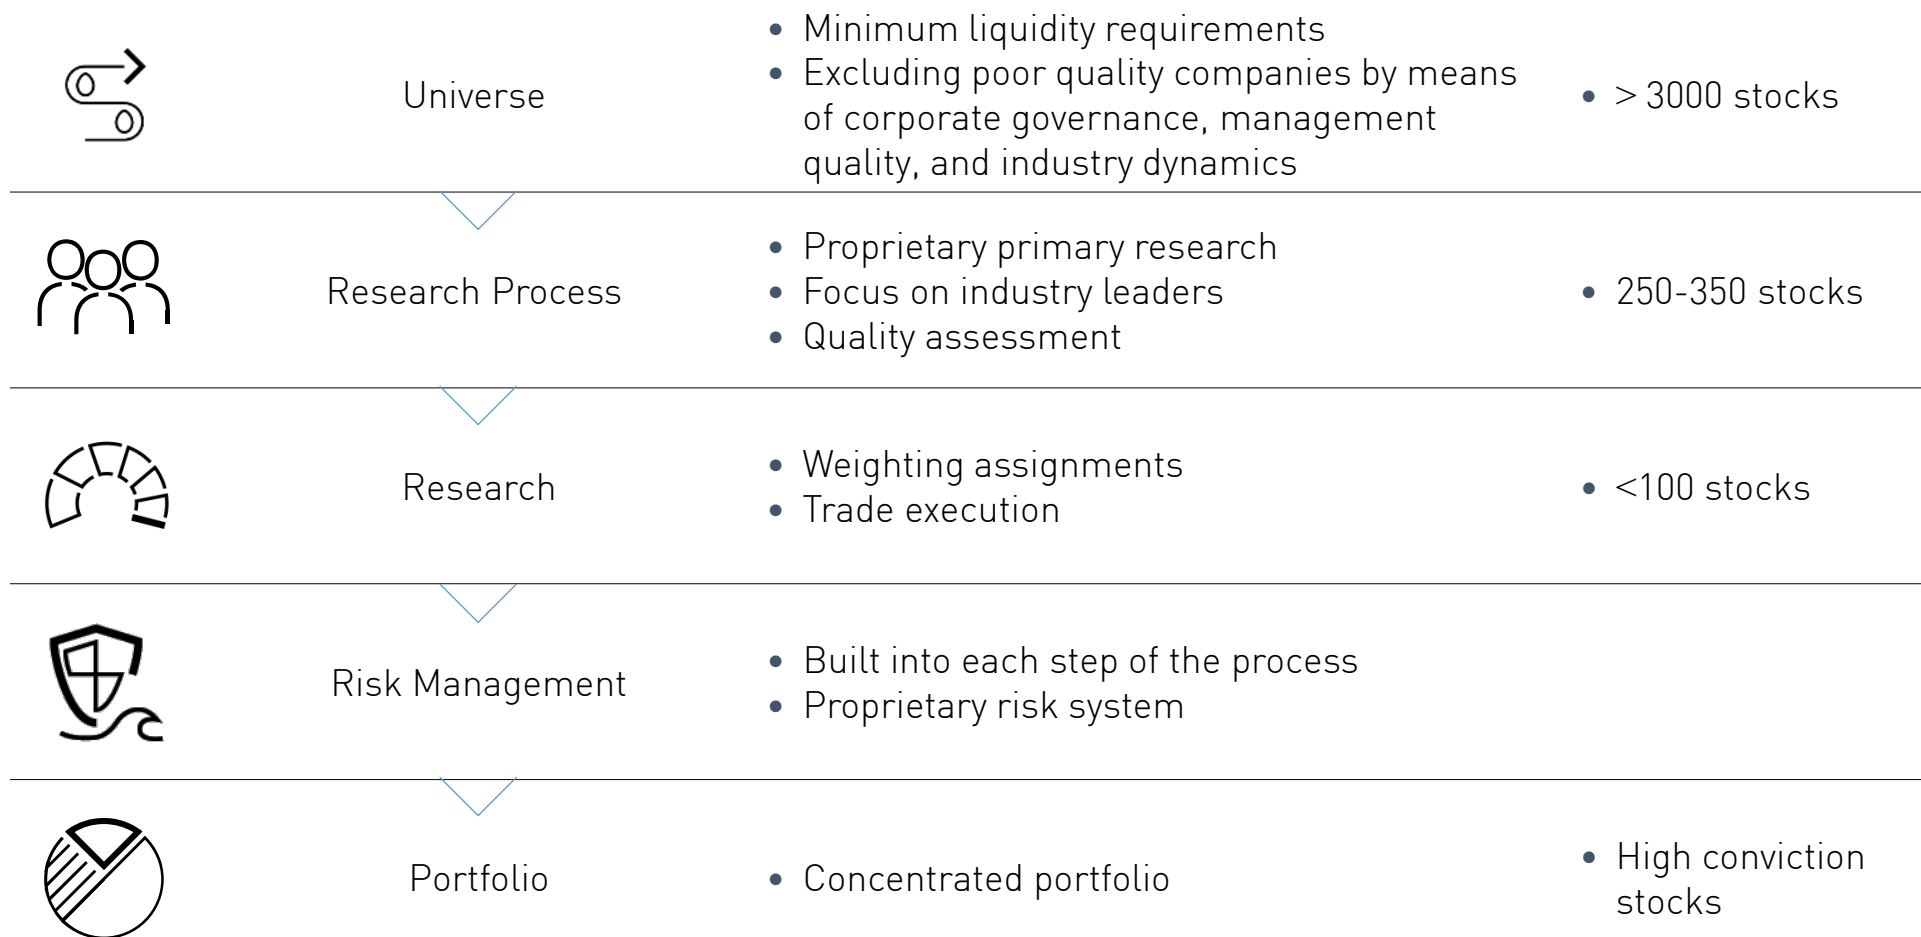 Universe
• Minimum liquidity requirements
• Excluding poor quality companies by means
of corporate governance, management
quality, and industry dynamics
• > 3000 stocks
Research Process
• Proprietary primary research
• Focus on industry leaders
• Quality assessment
• 250-350 stocks
Research
• Weighting assignments
• Trade execution
• <100 stocks
Risk Management
• Built into each step of the process
• Proprietary risk system
Portfolio
• Concentrated portfolio
• High conviction
stocks